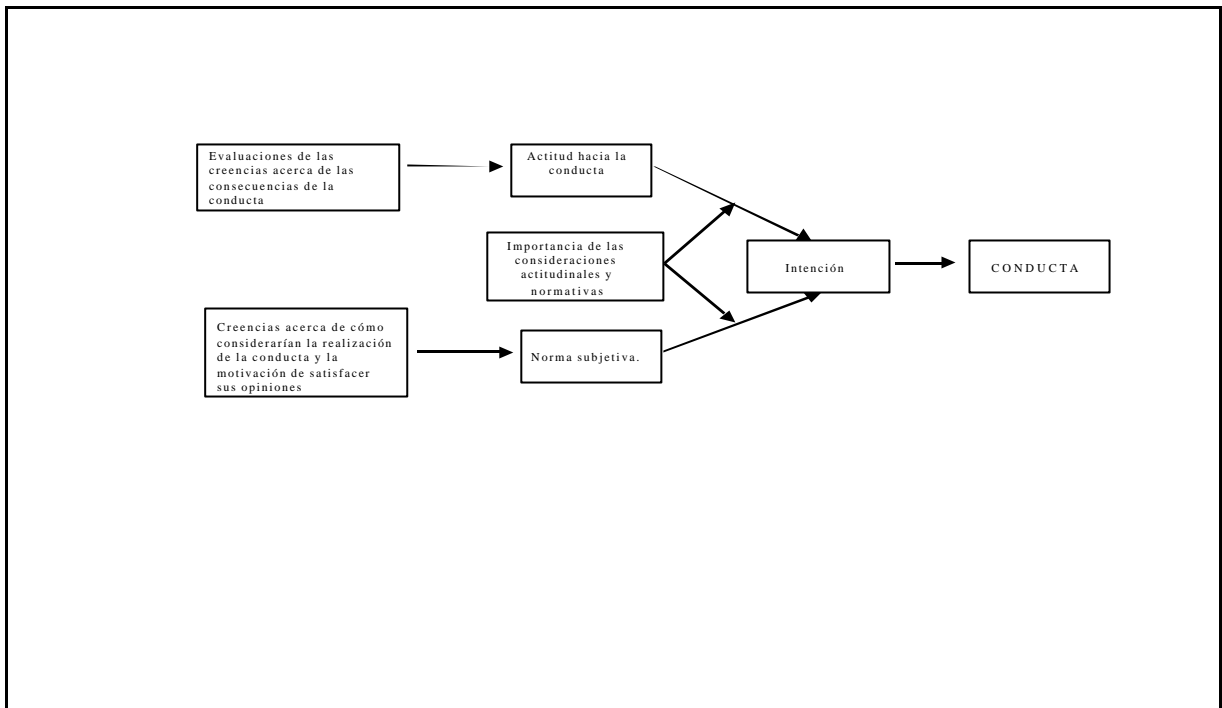 Evaluaciones de las
creencias acerca de las
consecuencias de la
conducta
Actitud hacia la
conducta
Importancia de las
consideraciones
actitudinales y
normativas
Intención
CONDUCTA
Creencias acerca de cómo
considerarían la realización
de la conducta y la
motivación de satisfacer
sus opiniones
Norma subjetiva.